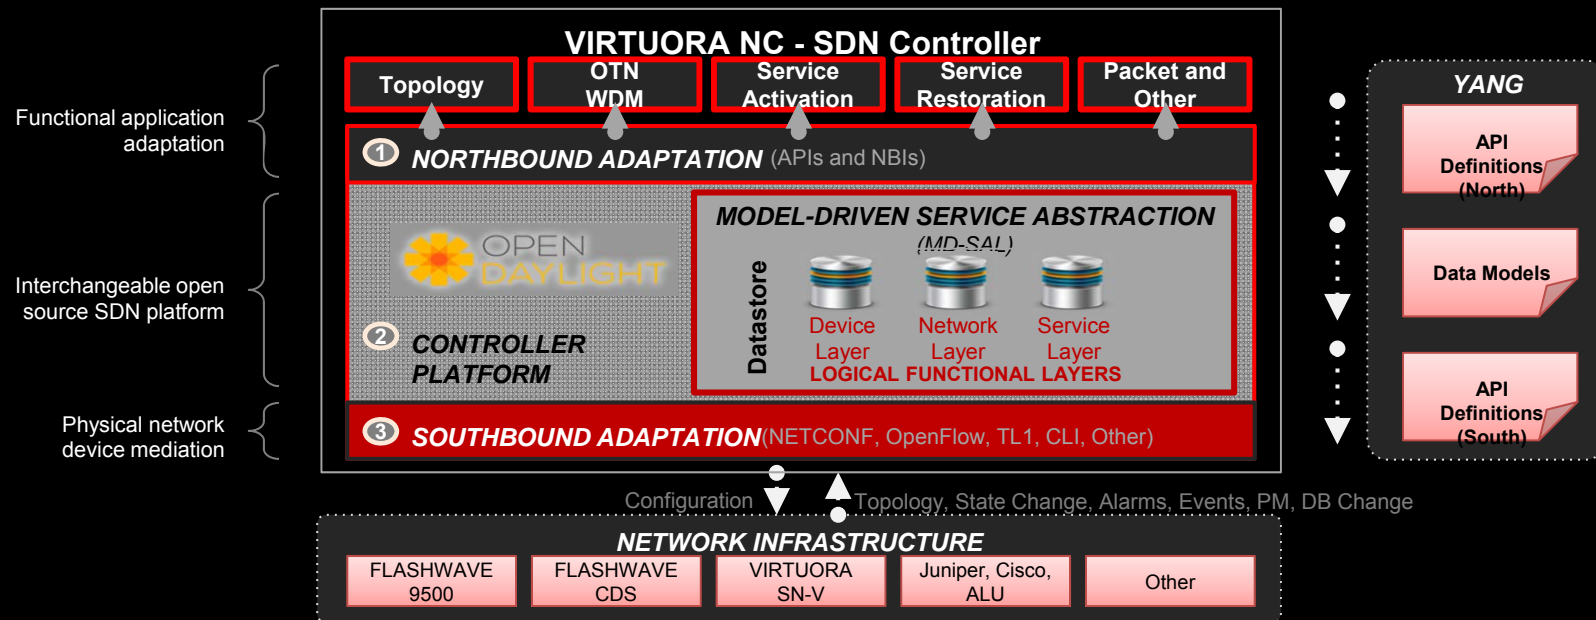 VIRTUORA NC - SDN Controller
Topology
OTN
WDM
Service
Activation
Service
Restoration
Packet and
Other
Functional application
adaptation
1
NORTHBOUND ADAPTATION (APIs and NBIs)
Interchangeable open
source SDN platform
OPEN
DAYLIGHT
2
CONTROLLER
PLATFORM
MODEL-DRIVEN SERVICE ABSTRACTION
(MD-SAL)
Datastore
Device
Layer
Network
Layer
Service
Layer
LOGICAL FUNCTIONAL LAYERS
Physical network
device mediation
3
SOUTHBOUND ADAPTATION(NETCONF, OpenFlow, TL1, CLI, Other)
Configuration
Topology, State Change, Alarms, Events, PM, DB Change
NETWORK INFRASTRUCTURE
FLASHWAVE
9500
FLASHWAVE
CDS
VIRTUORA
SN-V
Juniper, Cisco,
ALU
Other
YANG
API
Definitions
(North)
Data Models
API
Definitions
(South)